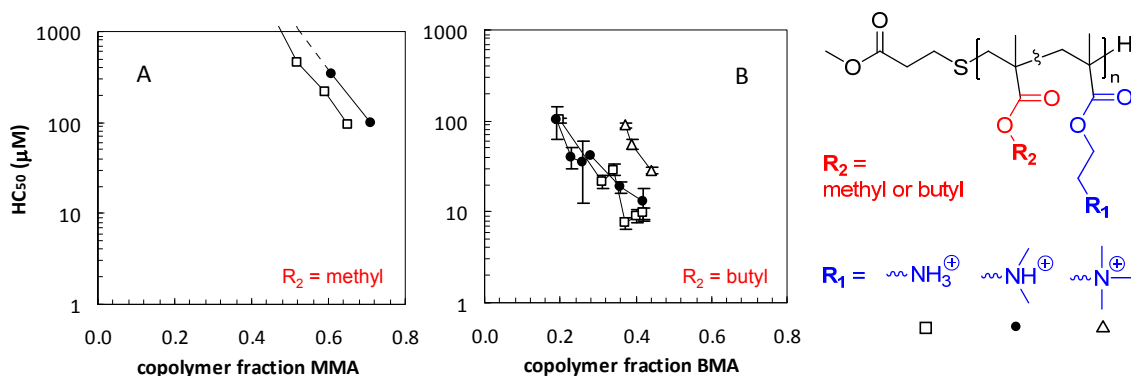 1000
100
10
1
HC₅₀ (μM)
A
R₂ = methyl
0.0 0.2 0.4 0.6 0.8
copolymer fraction MMA
1000
100
10
1
B
R₂ = butyl
0.0 0.2 0.4 0.6 0.8
copolymer fraction BMA
O
O
S
H
n
O
O
R₂
O
O
R₁
R₂ =
methyl or butyl
R₁ = NH₃⊕ NH⊕ N⊕